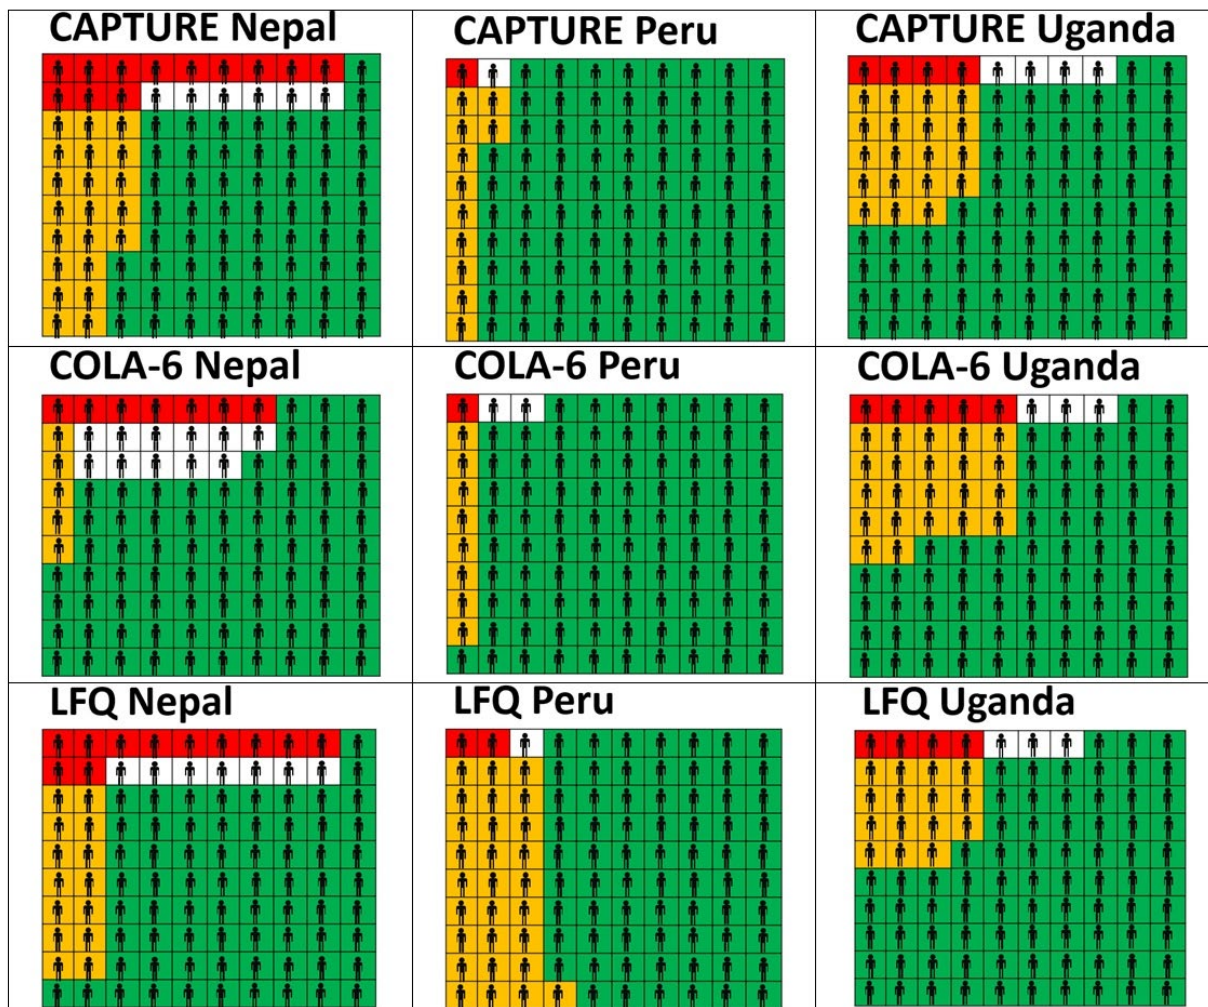 CAPTURE Nepal
CAPTURE Peru
CAPTURE Uganda
COLA-6 Nepal
COLA-6 Peru
COLA-6 Uganda
LFQ Nepal
LFQ Peru
LFQ Uganda